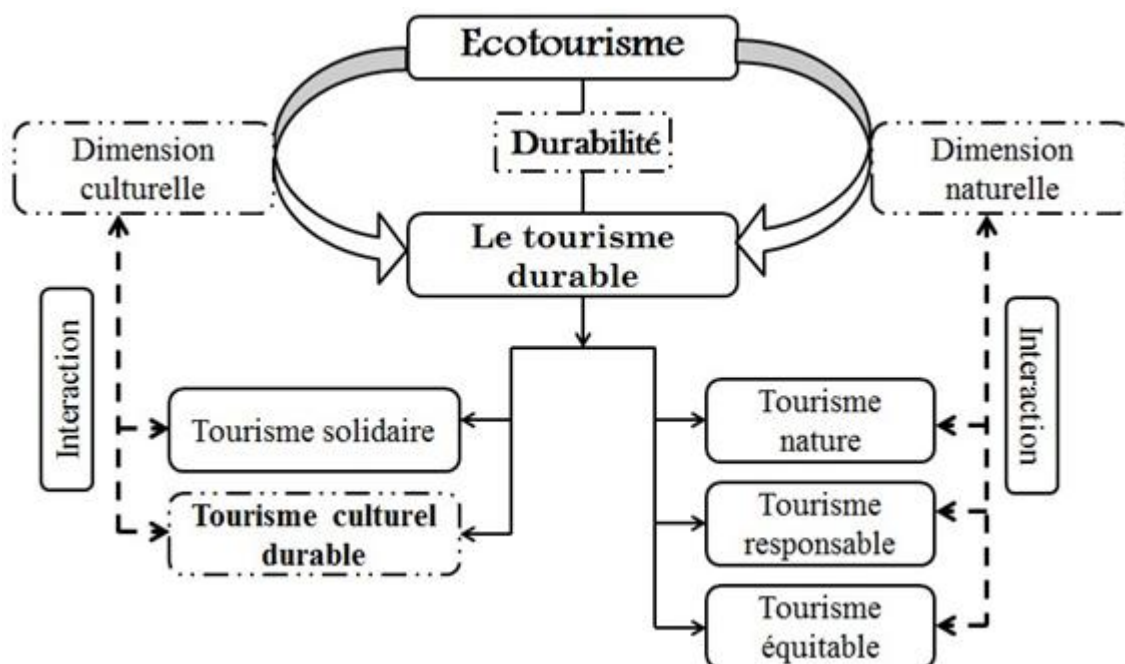 Ecotourisme
Durabilité
Dimension
culturelle
Dimension
naturelle
Le tourisme
durable
Interaction
Interaction
Tourisme solidaire
Tourisme culturel
durable
Tourisme
nature
Tourisme
responsable
Tourisme
équitable